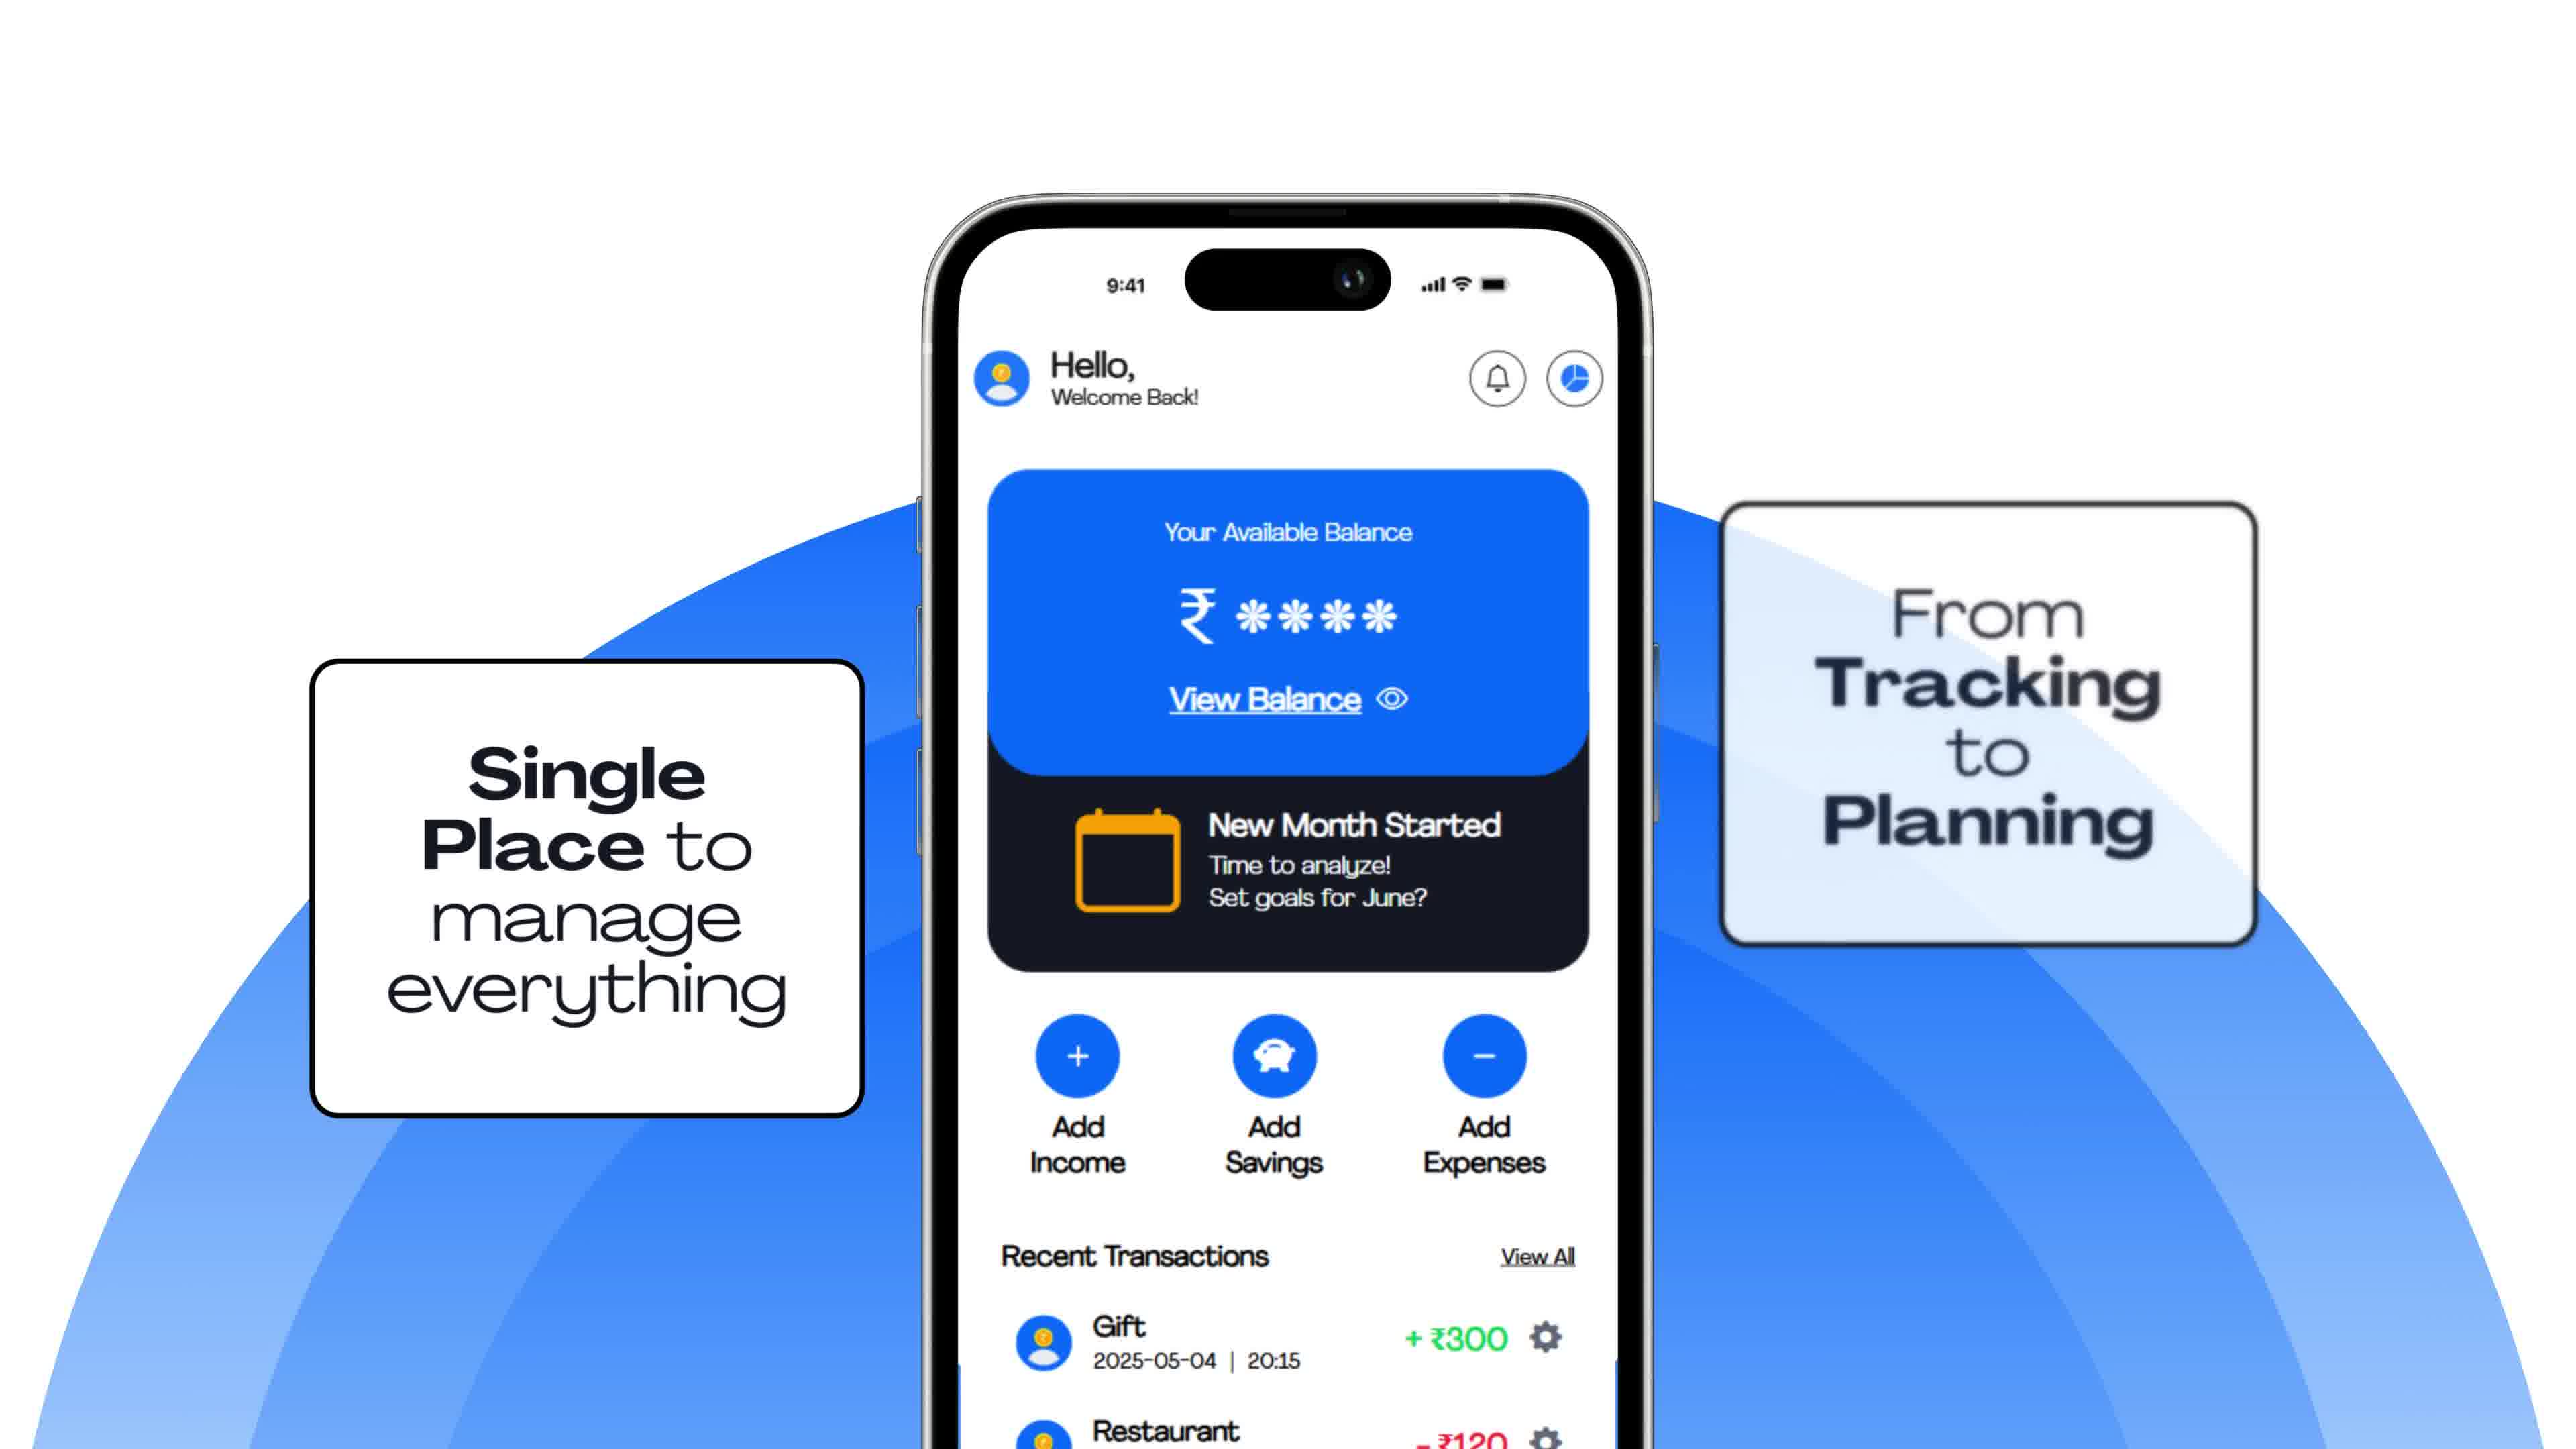 9:41
Hello,
Welcome Back!
Your Available Balance
₹ ****
View Balance
New Month Started
Time to analyze!
Set goals for June?
Add
Income
Add
Savings
Add
Expenses
Recent Transactions
View All
Gift
+ ₹300
2025-05-04 | 20:15
Restaurant
- ₹120
Single
Place to
manage
everything
From
Tracking
to
Planning